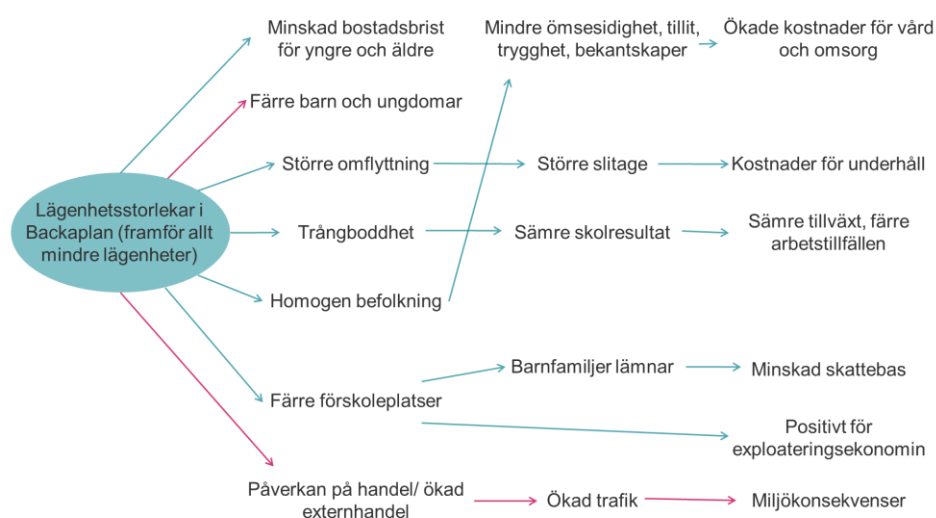 Minskad bostadsbrist
för yngre och äldre
Mindre ömsesidighet, tillit,
trygghet, bekantskaper
Ökade kostnader för vård
och omsorg
Färre barn och ungdomar
Större omflyttning
Större slitage
Kostnader för underhåll
Lägenhetsstorlekar i
Backaplan (framför allt
mindre lägenheter)
Trångboddhet
Sämre skolresultat
Sämre tillväxt, färre
arbetstillfällen
Homogen befolkning
Färre förskoleplatser
Barnfamiljer lämnar
Minskad skattebas
Positivt för
exploateringsekonomin
Påverkan på handel/ ökad
externhandel
Ökad trafik
Miljökonsekvenser